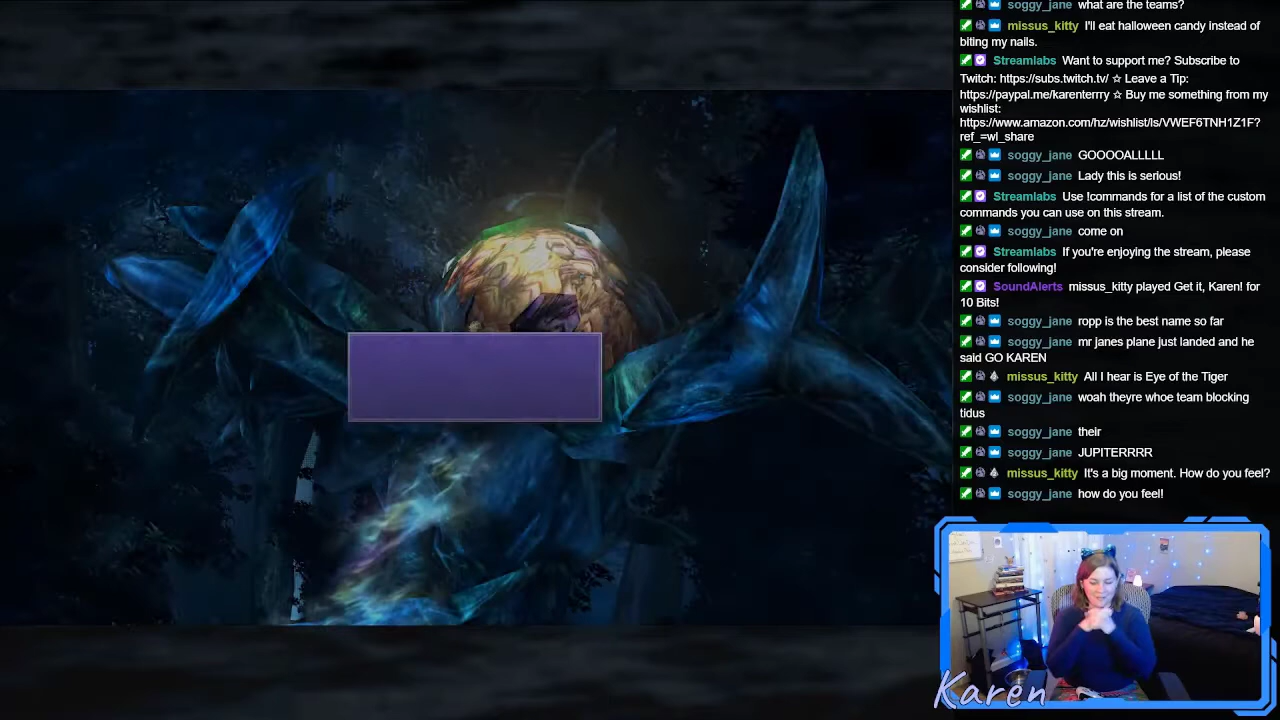 soggy_jane what are the teams?
missus_kitty I'll eat halloween candy instead of
biting my nails.
Streamlabs Want to support me? Subscribe to
Twitch: https://subs.twitch.tv/ ☆ Leave a Tip:
https://paypal.me/karenterrry ☆ Buy me something from my
wishlist:
https://www.amazon.com/hz/wishlist/ls/VWEF6TNH1Z1F?
ref_=wl_share
soggy_jane GOOOOALLLLL
soggy_jane Lady this is serious!
Streamlabs Use !commands for a list of the custom
commands you can use on this stream.
soggy_jane come on
Streamlabs If you're enjoying the stream, please
consider following!
SoundAlerts missus_kitty played Get it, Karen! for
10 Bits!
soggy_jane ropp is the best name so far
soggy_jane mr janes plane just landed and he
said GO KAREN
missus_kitty All I hear is Eye of the Tiger
soggy_jane woah theyre whoe team blocking
tidus
soggy_jane their
soggy_jane JUPITERRRR
missus_kitty It's a big moment. How do you feel?
soggy_jane how do you feel!
Karen